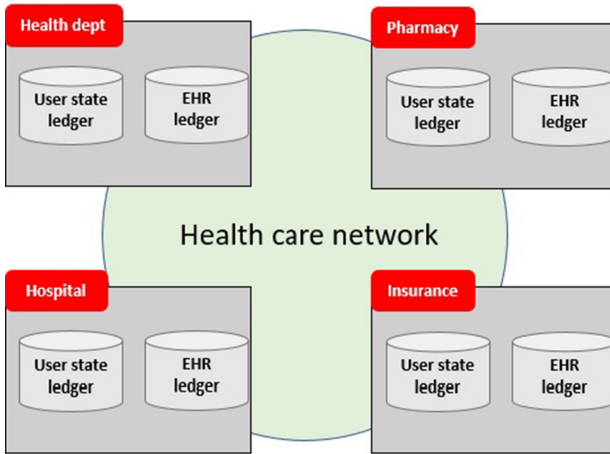 Health dept
User state
ledger
EHR
ledger
Pharmacy
User state
ledger
EHR
ledger
Health care network
Hospital
User state
ledger
EHR
ledger
Insurance
User state
ledger
EHR
ledger